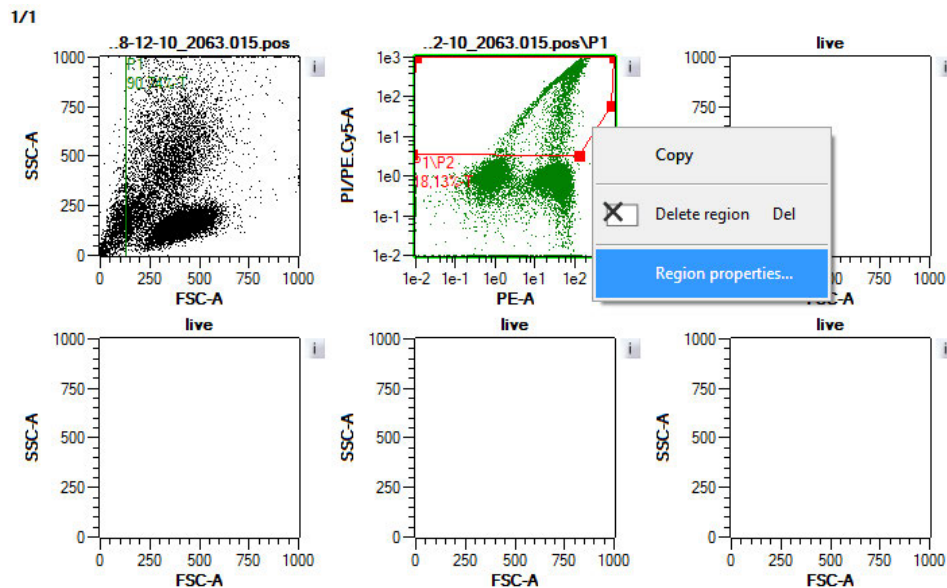 1/1
..8-12-10_2063.015.pos
1000
750
500
250
0
SSC-A
P1
0 250 500 750 1000
FSC-A
i
..2-10_2063.015.pos\P1
1e3
1e2
1e1
1e0
1e-1
1e-2
PI/PE.Cy5-A
P1\P2
18,13%-T
1e-2 1e-1 1e0 1e1 1e2
PE-A
i
live
1000
750
500
250
0
SSC-A
i
Copy
Delete region Del
Region properties...
live
1000
750
500
250
0
SSC-A
0 250 500 750 1000
FSC-A
i
live
1000
750
500
250
0
SSC-A
0 250 500 750 1000
FSC-A
i
live
1000
750
500
250
0
SSC-A
0 250 500 750 1000
FSC-A
i